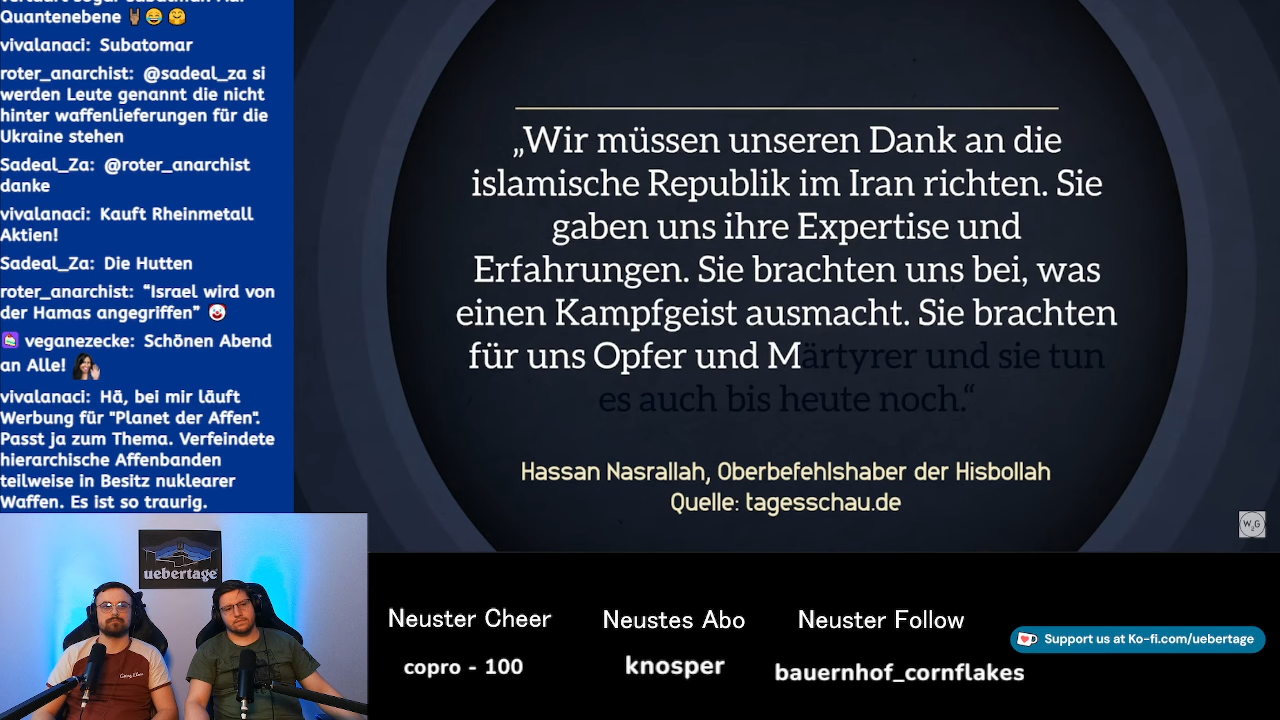 Quantenebene
vivalanaci: Subatomar
roter_anarchist: @sadeal_za si
werden Leute genannt die nicht
hinter waffenlieferungen für die
Ukraine stehen
Sadeal_Za: @roter_anarchist
danke
vivalanaci: Kauft Rheinmetall
Aktien!
Sadeal_Za: Die Hutten
roter_anarchist: “Israel wird von
der Hamas angegriffen” 🤡
veganezecke: Schönen Abend
an Alle!
vivalanaci: Hä, bei mir läuft
Werbung für "Planet der Affen".
Passt ja zum Thema. Verfeindete
hierarchische Affenbanden
teilweise in Besitz nuklearer
Waffen. Es ist so traurig.
„Wir müssen unseren Dank an die
islamische Republik im Iran richten. Sie
gaben uns ihre Expertise und
Erfahrungen. Sie brachten uns bei, was
einen Kampfgeist ausmacht. Sie brachten
für uns Opfer und Märtyrer und sie tun
es auch bis heute noch.“
Hassan Nasrallah, Oberbefehlshaber der Hisbollah
Quelle: tagesschau.de
W2G
uebertage
Neuster Cheer
copro - 100
Neustes Abo
knosper
Neuster Follow
bauernhof_cornflakes
Support us at Ko-fi.com/uebertage